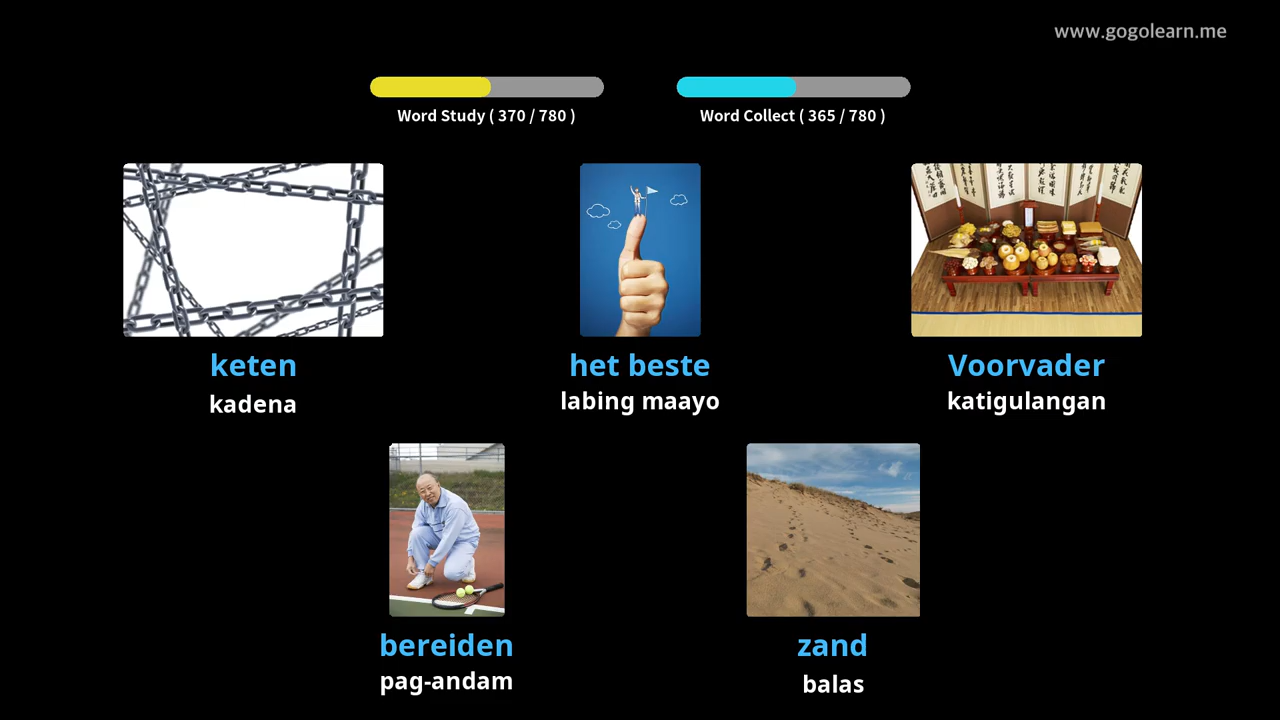 www.gogolearn.me
Word Study ( 370 / 780 )
Word Collect ( 365 / 780 )
keten
kadena
het beste
labing maayo
Voorvader
katigulangan
bereiden
pag-andam
zand
balas